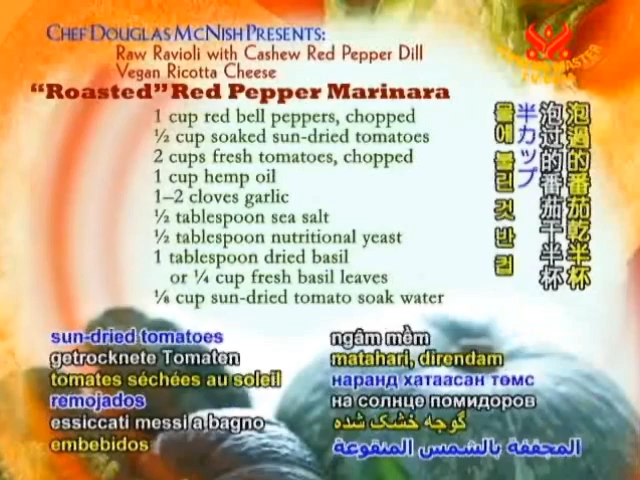 CHEF DOUGLAS MCNISH PRESENTS:
Raw Ravioli with Cashew Red Pepper Dill
Vegan Ricotta Cheese
“Roasted” Red Pepper Marinara
1 cup red bell peppers, chopped
½ cup soaked sun-dried tomatoes
2 cups fresh tomatoes, chopped
1 cup hemp oil
1–2 cloves garlic
½ tablespoon sea salt
½ tablespoon nutritional yeast
1 tablespoon dried basil
or ¼ cup fresh basil leaves
⅛ cup sun-dried tomato soak water
泡過的番茄乾半杯
泡过的番茄干半杯
半カップ
물에 불린 것 반 컵
sun-dried tomatoes
getrocknete Tomaten
tomates séchées au soleil
remojados
essiccati messi a bagno
embebidos
ngâm mềm
matahari, direndam
наранд хатаасан төмс
на солнце помидоров
گوجه خشک شده
المجففة بالشمس المنقوعة